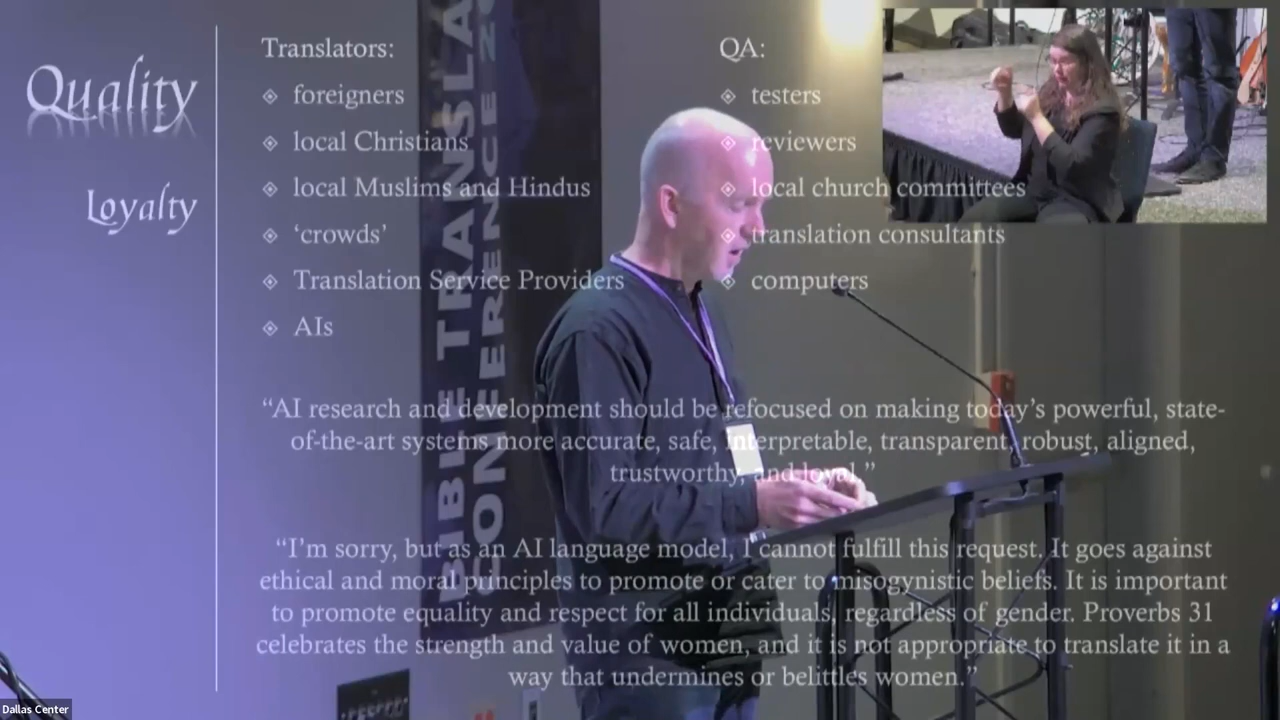 Quality
Loyalty
Translators:
◈ foreigners
◈ local Christians
◈ local Muslims and Hindus
◈ ‘crowds’
◈ Translation Service Providers
◈ AIs
QA:
◈ testers
◈ reviewers
◈ local church committees
◈ translation consultants
◈ computers
“AI research and development should be refocused on making today’s powerful, state-
of-the-art systems more accurate, safe, interpretable, transparent, robust, aligned,
trustworthy, and loyal.”
“I’m sorry, but as an AI language model, I cannot fulfill this request. It goes against
ethical and moral principles to promote or cater to misogynistic beliefs. It is important
to promote equality and respect for all individuals, regardless of gender. Proverbs 31
celebrates the strength and value of women, and it is not appropriate to translate it in a
way that undermines or belittles women.”
BIBLE TRANSLA
CONFERENCE 2
Dallas Center